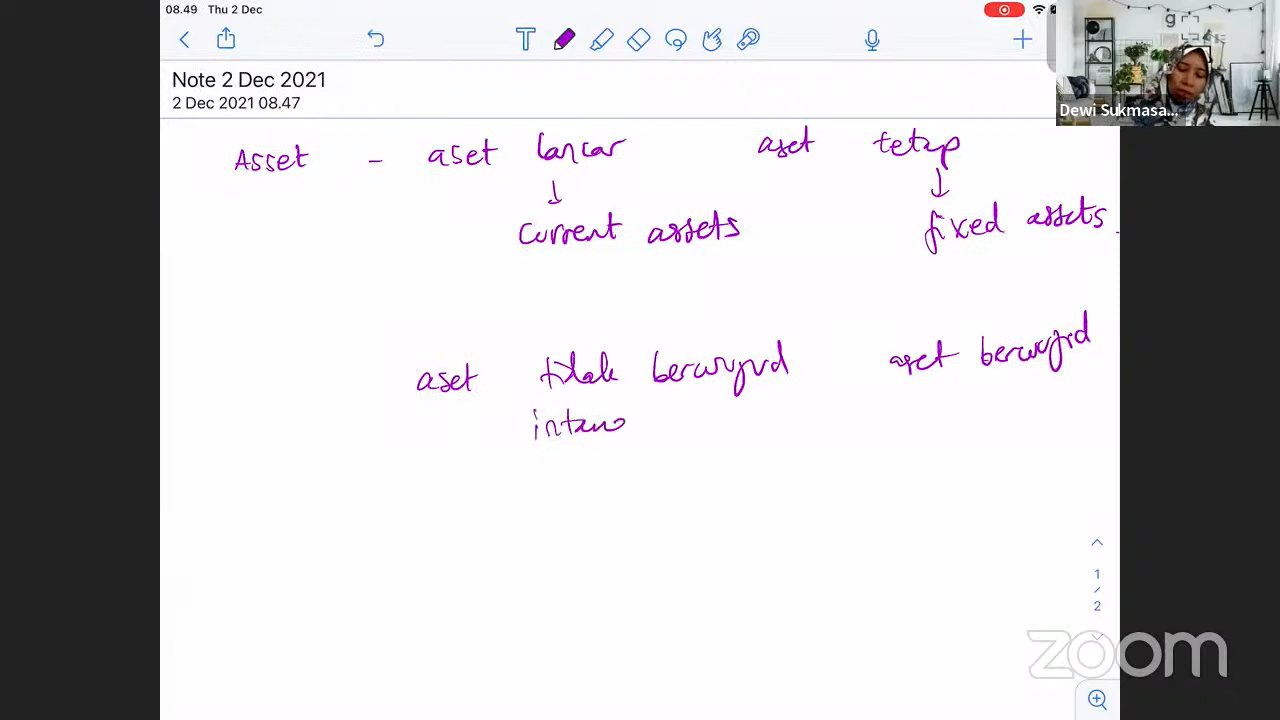 08.49 Thu 2 Dec
T
Note 2 Dec 2021
2 Dec 2021 08.47
Dewi Sukmasa...
Asset - aset lancar aset tetap
current assets fixed assets.
aset tidak berwujud aset berwujud
intano
1
/
2
zoom